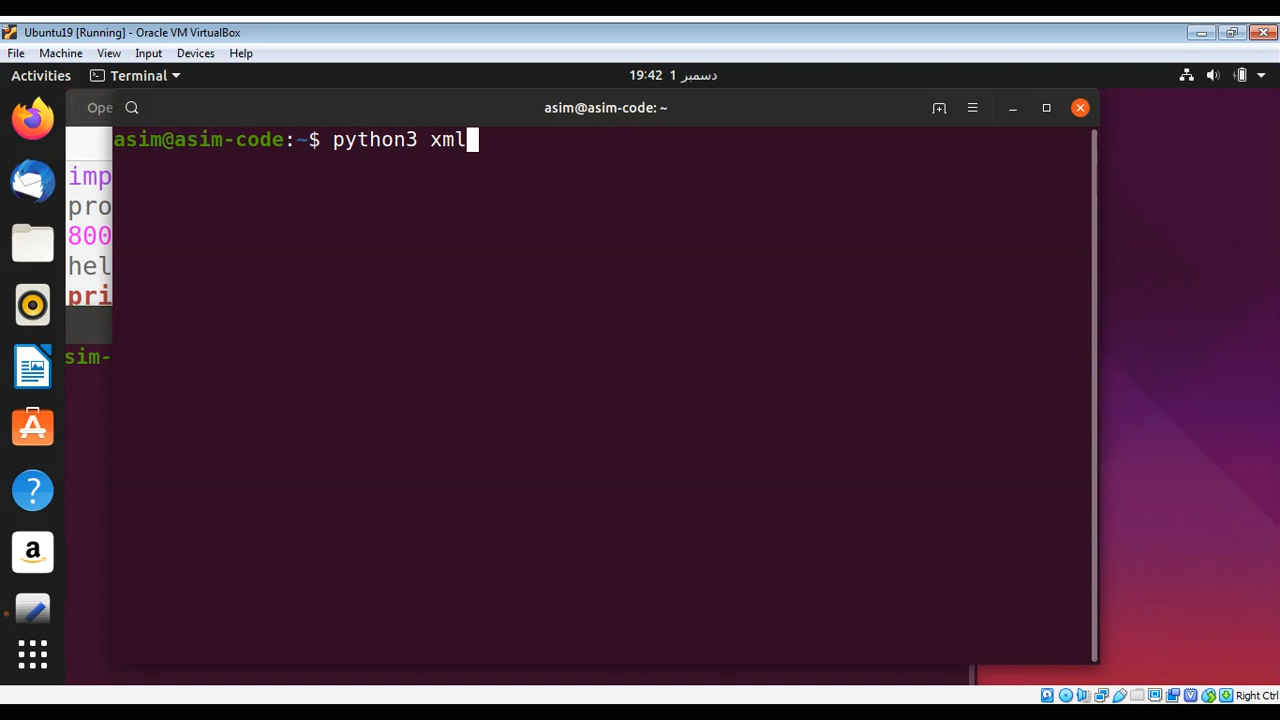 Ubuntu19 [Running] - Oracle VM VirtualBox
File Machine View Input Devices Help
Activities Terminal 19:42 1 دسمبر
Ope asim@asim-code: ~
asim@asim-code:~$ python3 xml
imp
pro
800
hel
pri
sim-
Right Ctrl